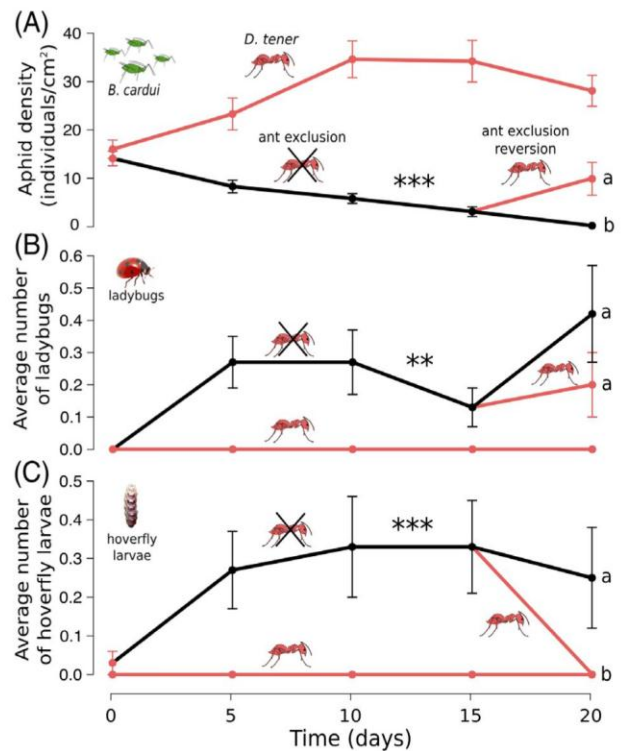 (A)
Aphid density
(individuals/cm²)
40
30
20
10
0
B. cardui
D. tener
ant exclusion
***
ant exclusion
reversion
a
b
(B)
Average number
of ladybugs
0.6
0.5
0.4
0.3
0.2
0.1
0.0
ladybugs
**
a
a
(C)
Average number
of hoverfly larvae
0.5
0.4
0.3
0.2
0.1
0.0
hoverfly
larvae
***
a
b
0 5 10 15 20
Time (days)